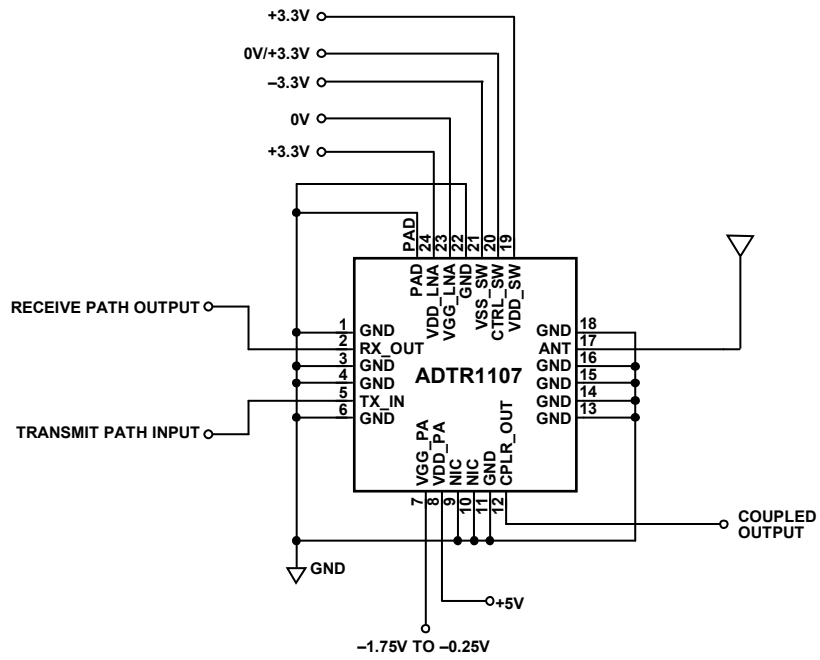 +3.3V
0V/+3.3V
–3.3V
0V
+3.3V
PAD
24
23
22
21
20
19
PAD
VDD_LNA
VGG_LNA
GND
VSS_SW
CTRL_SW
VDD_SW
RECEIVE PATH OUTPUT
TRANSMIT PATH INPUT
1 GND
2 RX_OUT
3 GND
4 GND
5 TX_IN
6 GND
ADTR1107
GND 18
ANT 17
GND 16
GND 15
GND 14
GND 13
VGG_PA
VDD_PA
NIC
NIC
GND
CPLR_OUT
7
8
9
10
11
12
COUPLED
OUTPUT
GND
+5V
–1.75V TO –0.25V